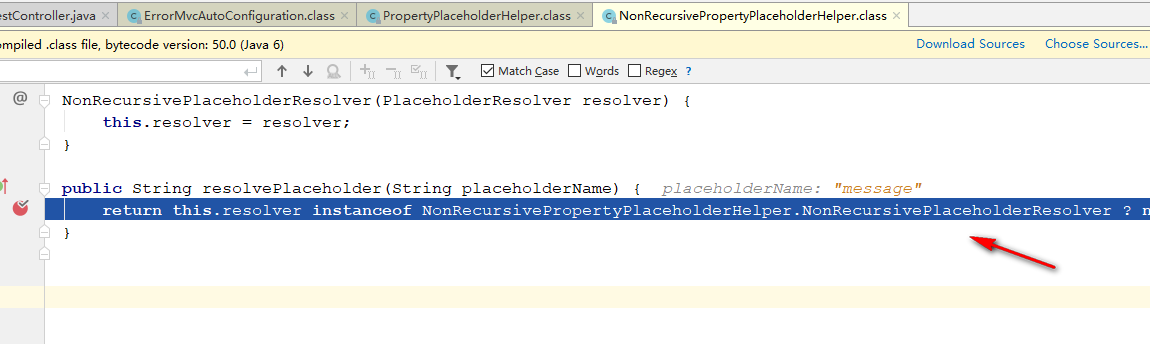 estController.java × ErrorMvcAutoConfiguration.class × PropertyPlaceholderHelper.class × NonRecursivePropertyPlaceholderHelper.class ×
ompiled .class file, bytecode version: 50.0 (Java 6) Download Sources Choose Sources...
Match Case Words Regex ?
@ NonRecursivePlaceholderResolver(PlaceholderResolver resolver) {
this.resolver = resolver;
}
public String resolvePlaceholder(String placeholderName) { placeholderName: "message"
return this.resolver instanceof NonRecursivePropertyPlaceholderHelper.NonRecursivePlaceholderResolver ? n
}